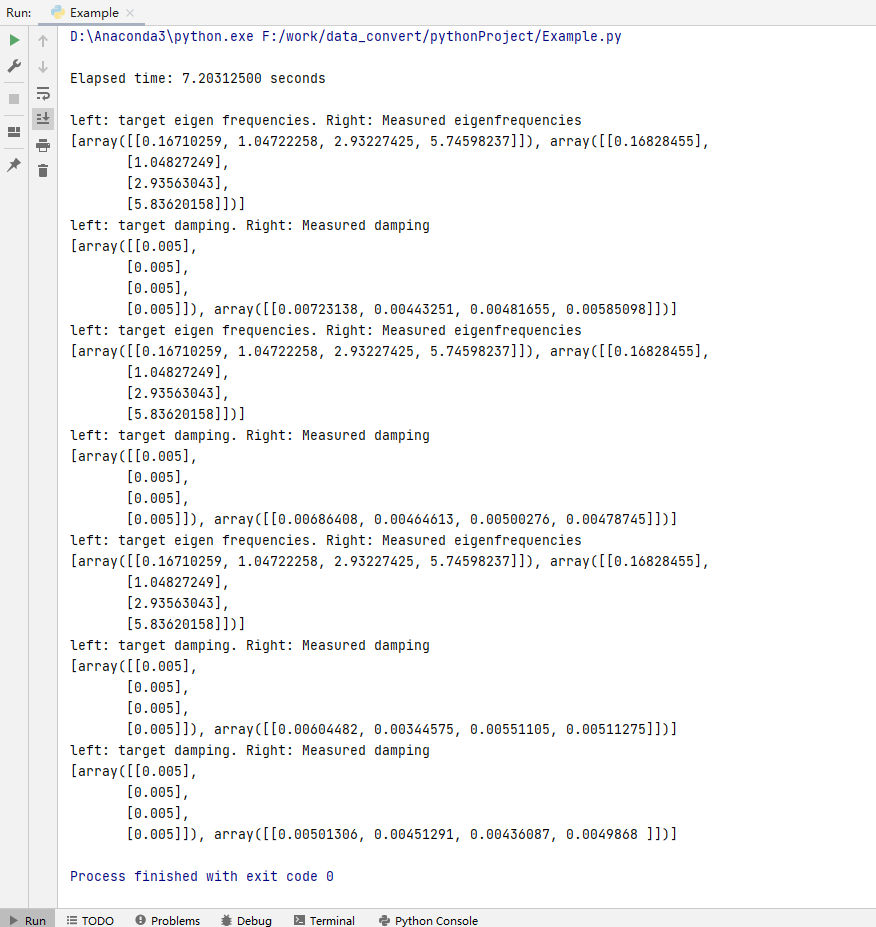 Run: Example
D:\Anaconda3\python.exe F:/work/data_convert/pythonProject/Example.py
Elapsed time: 7.20312500 seconds
left: target eigen frequencies. Right: Measured eigenfrequencies
[array([[0.16710259, 1.04722258, 2.93227425, 5.74598237]]), array([[0.16828455],
       [1.04827249],
       [2.93563043],
       [5.83620158]])]
left: target damping. Right: Measured damping
[array([[0.005],
       [0.005],
       [0.005],
       [0.005]]), array([[0.00723138, 0.00443251, 0.00481655, 0.00585098]])]
left: target eigen frequencies. Right: Measured eigenfrequencies
[array([[0.16710259, 1.04722258, 2.93227425, 5.74598237]]), array([[0.16828455],
       [1.04827249],
       [2.93563043],
       [5.83620158]])]
left: target damping. Right: Measured damping
[array([[0.005],
       [0.005],
       [0.005],
       [0.005]]), array([[0.00686408, 0.00464613, 0.00500276, 0.00478745]])]
left: target eigen frequencies. Right: Measured eigenfrequencies
[array([[0.16710259, 1.04722258, 2.93227425, 5.74598237]]), array([[0.16828455],
       [1.04827249],
       [2.93563043],
       [5.83620158]])]
left: target damping. Right: Measured damping
[array([[0.005],
       [0.005],
       [0.005],
       [0.005]]), array([[0.00604482, 0.00344575, 0.00551105, 0.00511275]])]
left: target damping. Right: Measured damping
[array([[0.005],
       [0.005],
       [0.005],
       [0.005]]), array([[0.00501306, 0.00451291, 0.00436087, 0.0049868 ]])]
Process finished with exit code 0
Run TODO Problems Debug Terminal Python Console